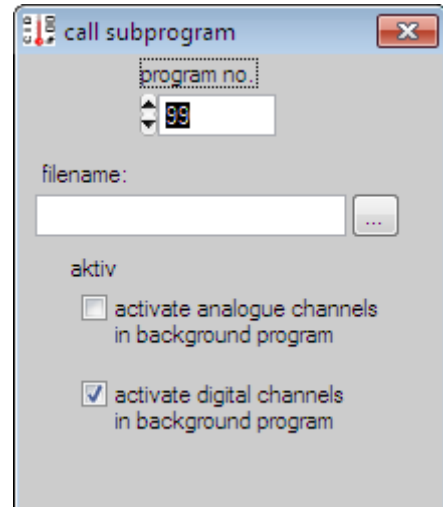 call subprogram
program no.
99
filename:
...
aktiv
activate analogue channels
in background program
activate digital channels
in background program